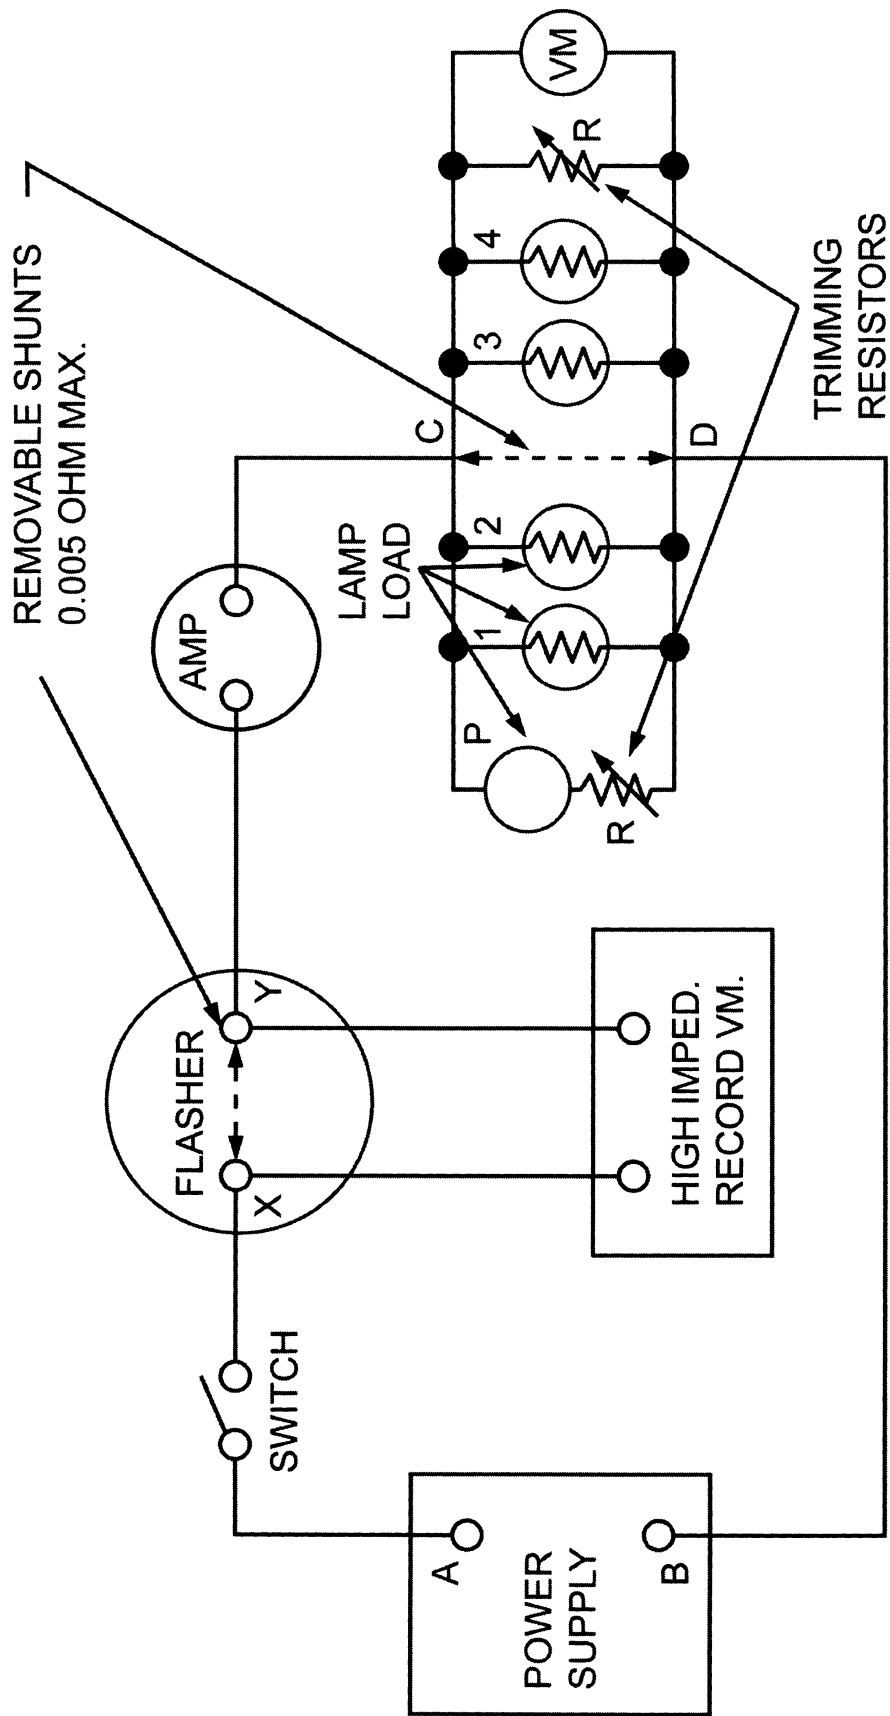 REMOVABLE SHUNTS
0.005 OHM MAX.
FLASHER
X
Y
AMP
SWITCH
A
POWER
SUPPLY
B
HIGH IMPED.
RECORD VM.
LAMP
LOAD
P
R
1
2
C
D
3
4
R
VM
TRIMMING
RESISTORS